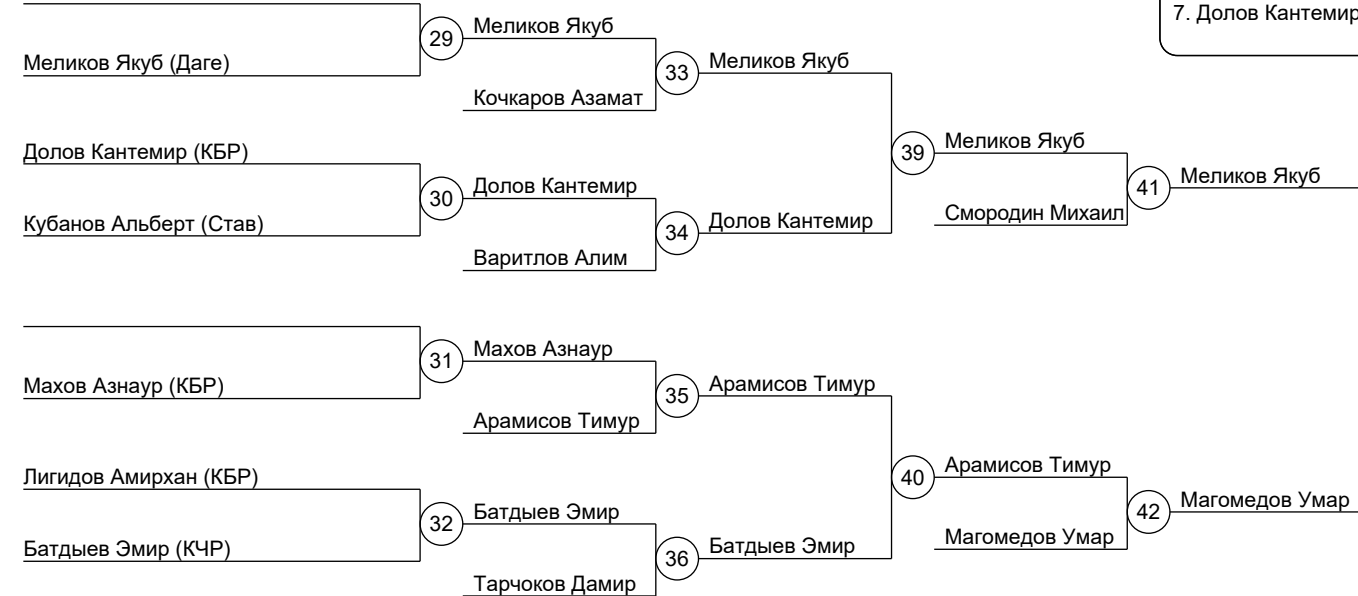 7. Долов Кантемир
29
Меликов Якуб
Меликов Якуб (Даге)
33
Меликов Якуб
Кочкаров Азамат
Долов Кантемир (КБР)
39
Меликов Якуб
30
Долов Кантемир
41
Меликов Якуб
Кубанов Альберт (Став)
34
Долов Кантемир
Смородин Михаил
Варитлов Алим
31
Махов Азнаур
Махов Азнаур (КБР)
35
Арамисов Тимур
Арамисов Тимур
Лигидов Амирхан (КБР)
40
Арамисов Тимур
32
Батдыев Эмир
42
Магомедов Умар
Батдыев Эмир (КЧР)
36
Батдыев Эмир
Магомедов Умар
Тарчоков Дамир